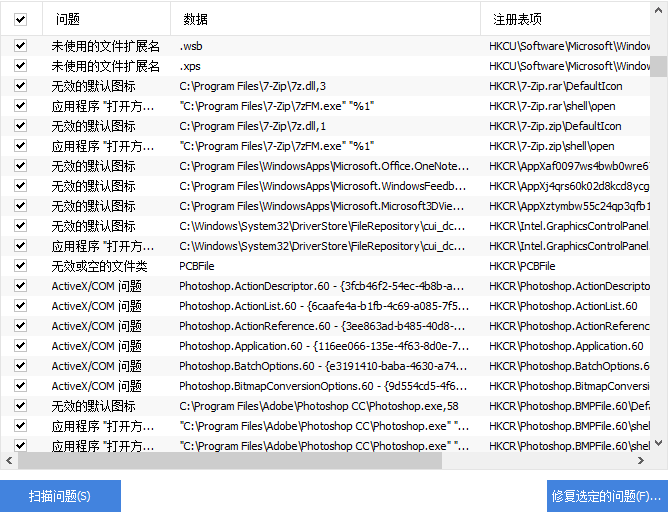 问题 数据 注册表项
未使用的文件扩展名 .wsb HKCU\Software\Microsoft\Window
未使用的文件扩展名 .xps HKCU\Software\Microsoft\Window
无效的默认图标 C:\Program Files\7-Zip\7z.dll,3 HKCR\7-Zip.rar\DefaultIcon
应用程序 "打开方... "C:\Program Files\7-Zip\7zFM.exe" "%1" HKCR\7-Zip.rar\shell\open
无效的默认图标 C:\Program Files\7-Zip\7z.dll,1 HKCR\7-Zip.zip\DefaultIcon
应用程序 "打开方... "C:\Program Files\7-Zip\7zFM.exe" "%1" HKCR\7-Zip.zip\shell\open
无效的默认图标 C:\Program Files\WindowsApps\Microsoft.Office.OneNote... HKCR\AppXaf0097ws4bwb0wre6
无效的默认图标 C:\Program Files\WindowsApps\Microsoft.WindowsFeedb... HKCR\AppXj4qrs60k02d8kcd8ycg
无效的默认图标 C:\Program Files\WindowsApps\Microsoft.Microsoft3DVie... HKCR\AppXztymbw55c24qp3qfb1
无效的默认图标 C:\Windows\System32\DriverStore\FileRepository\cui_dc... HKCR\Intel.GraphicsControlPanel
应用程序 "打开方... C:\Windows\System32\DriverStore\FileRepository\cui_dc... HKCR\Intel.GraphicsControlPanel
无效或空的文件类 PCBFile HKCR\PCBFile
ActiveX/COM 问题 Photoshop.ActionDescriptor.60 - {3fcb46f2-54ec-4b8b-a... HKCR\Photoshop.ActionDescripto
ActiveX/COM 问题 Photoshop.ActionList.60 - {6caafe4a-b1fb-4c69-a085-7f5... HKCR\Photoshop.ActionList.60
ActiveX/COM 问题 Photoshop.ActionReference.60 - {3ee863ad-b485-40d8-... HKCR\Photoshop.ActionReferenc
ActiveX/COM 问题 Photoshop.Application.60 - {116ee066-135e-4f63-8d0e-7... HKCR\Photoshop.Application.60
ActiveX/COM 问题 Photoshop.BatchOptions.60 - {e3191410-baba-4630-a74... HKCR\Photoshop.BatchOptions.6
ActiveX/COM 问题 Photoshop.BitmapConversionOptions.60 - {9d554cd5-4f6... HKCR\Photoshop.BitmapConversi
无效的默认图标 C:\Program Files\Adobe\Photoshop CC\Photoshop.exe,58 HKCR\Photoshop.BMPFile.60\Def
应用程序 "打开方... "C:\Program Files\Adobe\Photoshop CC\Photoshop.exe" "... HKCR\Photoshop.BMPFile.60\shel
应用程序 "打开方... "C:\Program Files\Adobe\Photoshop CC\Photoshop.exe" "... HKCR\Photoshop.BMPFile.60\shel
扫描问题(S) 修复选定的问题(F)...